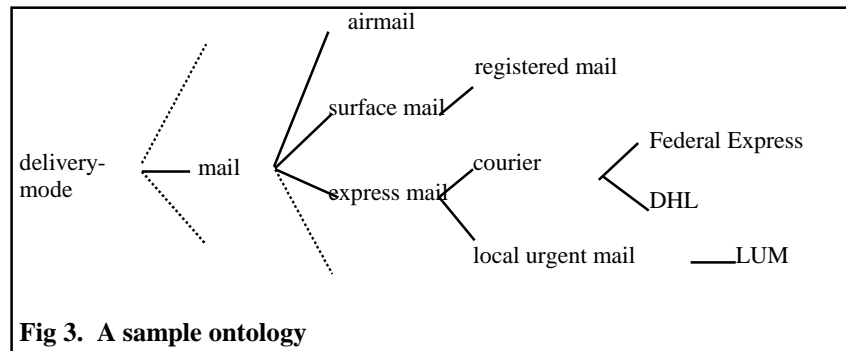 airmail
registered mail
surface mail
Federal Express
delivery-
mode
mail
courier
express mail
DHL
local urgent mail
LUM
Fig 3. A sample ontology